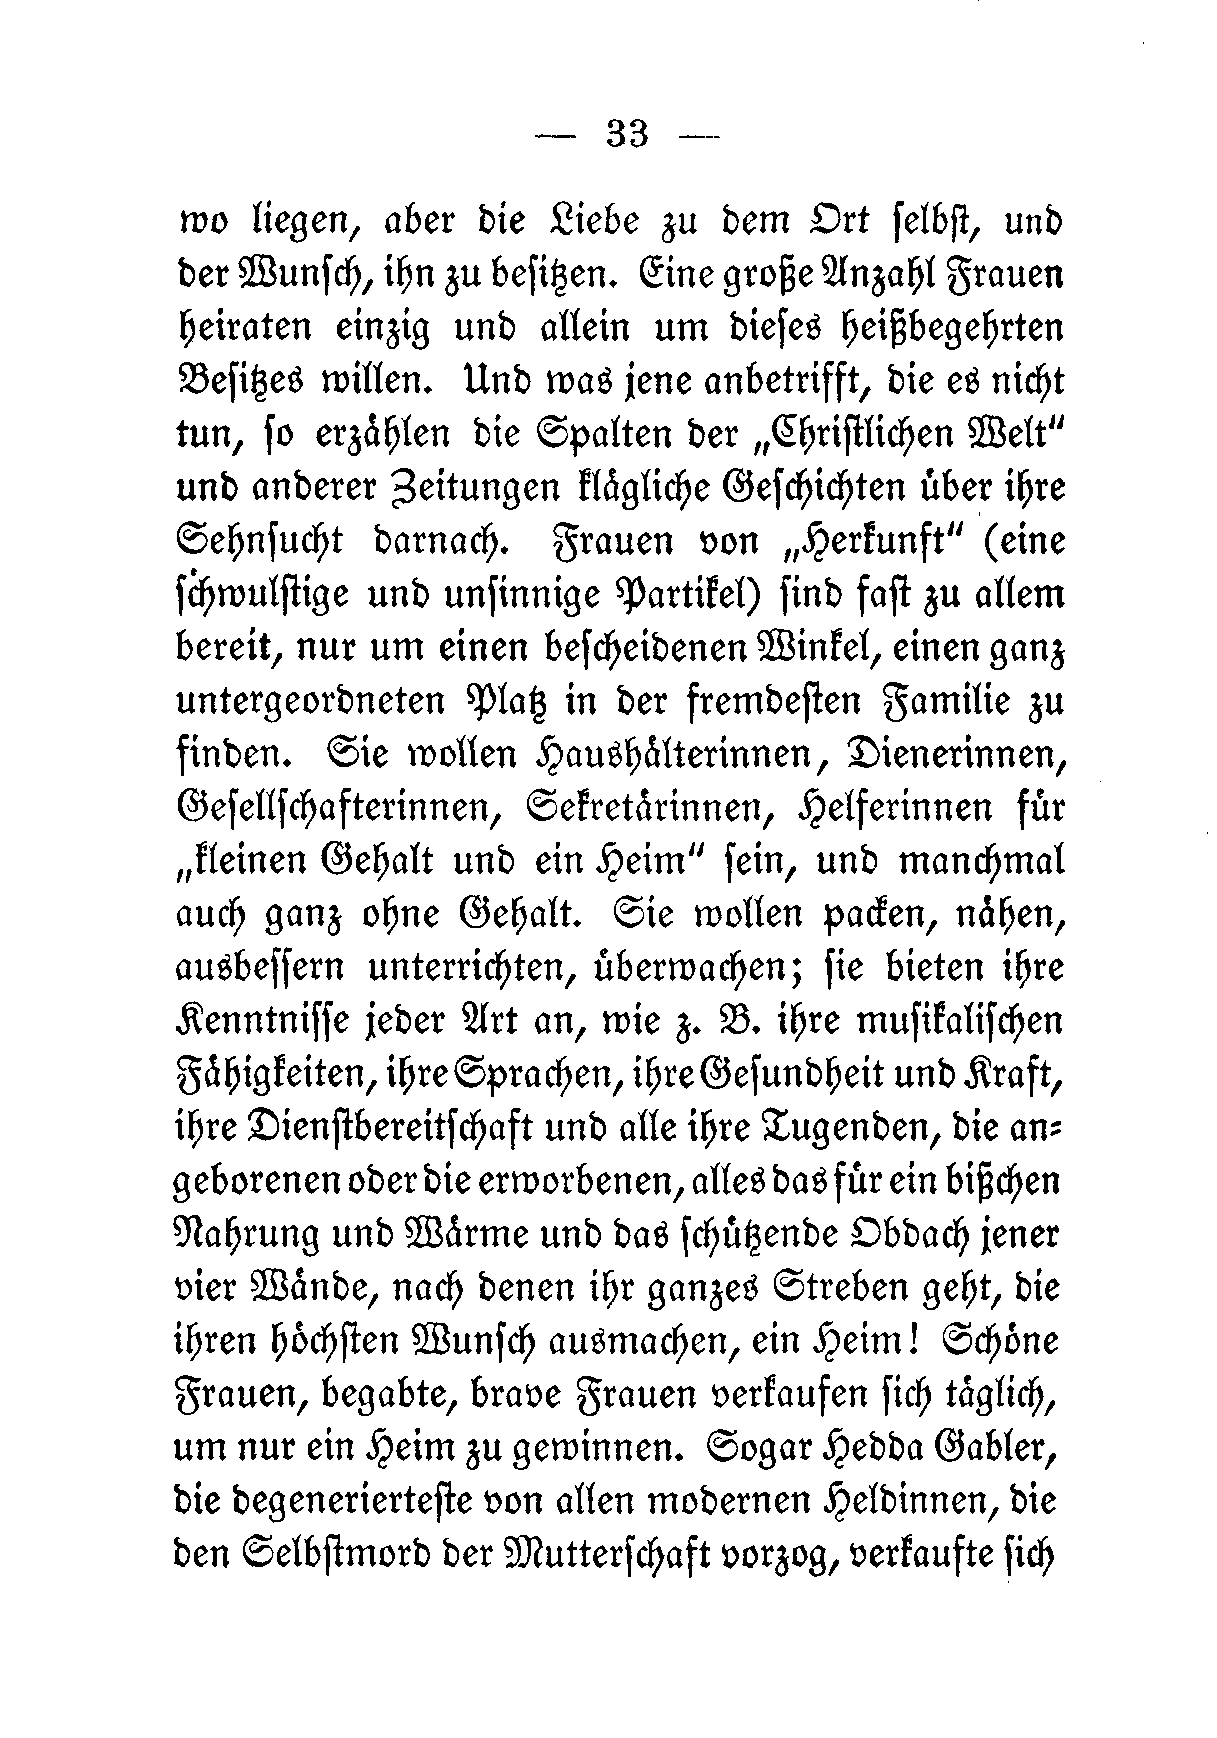 — 33 —
wo liegen, aber die Liebe zu dem Ort ſelbſt, und
der Wunſch, ihn zu beſitzen. Eine große Anzahl Frauen
heiraten einzig und allein um dieſes heißbegehrten
Beſitzes willen. Und was jene anbetrifft, die es nicht
tun, ſo erzählen die Spalten der „Chriſtlichen Welt"
und anderer Zeitungen klägliche Geſchichten über ihre
Sehnſucht darnach. Frauen von „Herkunft" (eine
ſchwulſtige und unſinnige Partikel) ſind faſt zu allem
bereit, nur um einen beſcheidenen Winkel, einen ganz
untergeordneten Platz in der fremdeſten Familie zu
finden. Sie wollen Haushälterinnen, Dienerinnen,
Geſellſchafterinnen, Sekretärinnen, Helferinnen für
„kleinen Gehalt und ein Heim" ſein, und manchmal
auch ganz ohne Gehalt. Sie wollen packen, nähen,
ausbeſſern unterrichten, überwachen; ſie bieten ihre
Kenntniſſe jeder Art an, wie z. B. ihre muſikaliſchen
Fähigkeiten, ihre Sprachen, ihre Geſundheit und Kraft,
ihre Dienſtbereitſchaft und alle ihre Tugenden, die an-
geborenen oder die erworbenen, alles das für ein bißchen
Nahrung und Wärme und das ſchützende Obdach jener
vier Wände, nach denen ihr ganzes Streben geht, die
ihren höchſten Wunſch ausmachen, ein Heim! Schöne
Frauen, begabte, brave Frauen verkaufen ſich täglich,
um nur ein Heim zu gewinnen. Sogar Hedda Gabler,
die degenerierteſte von allen modernen Heldinnen, die
den Selbſtmord der Mutterſchaft vorzog, verkaufte ſich